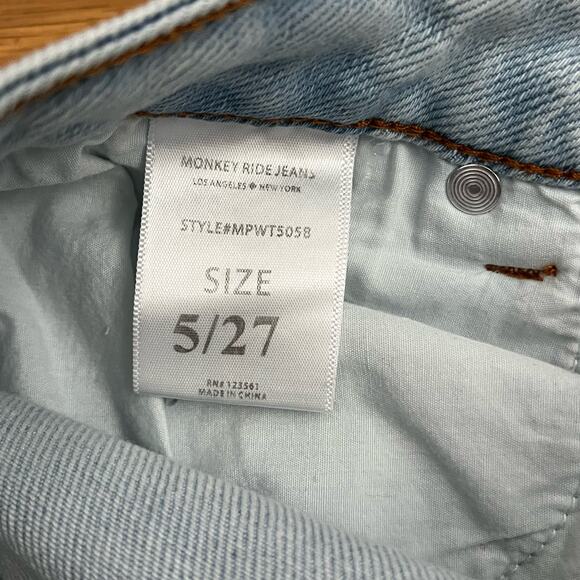 MONKEY RIDE JEANS
LOS ANGELES ◆ NEW YORK
STYLE#MPWT5058
SIZE
5/27
RN# 123561
MADE IN CHINA